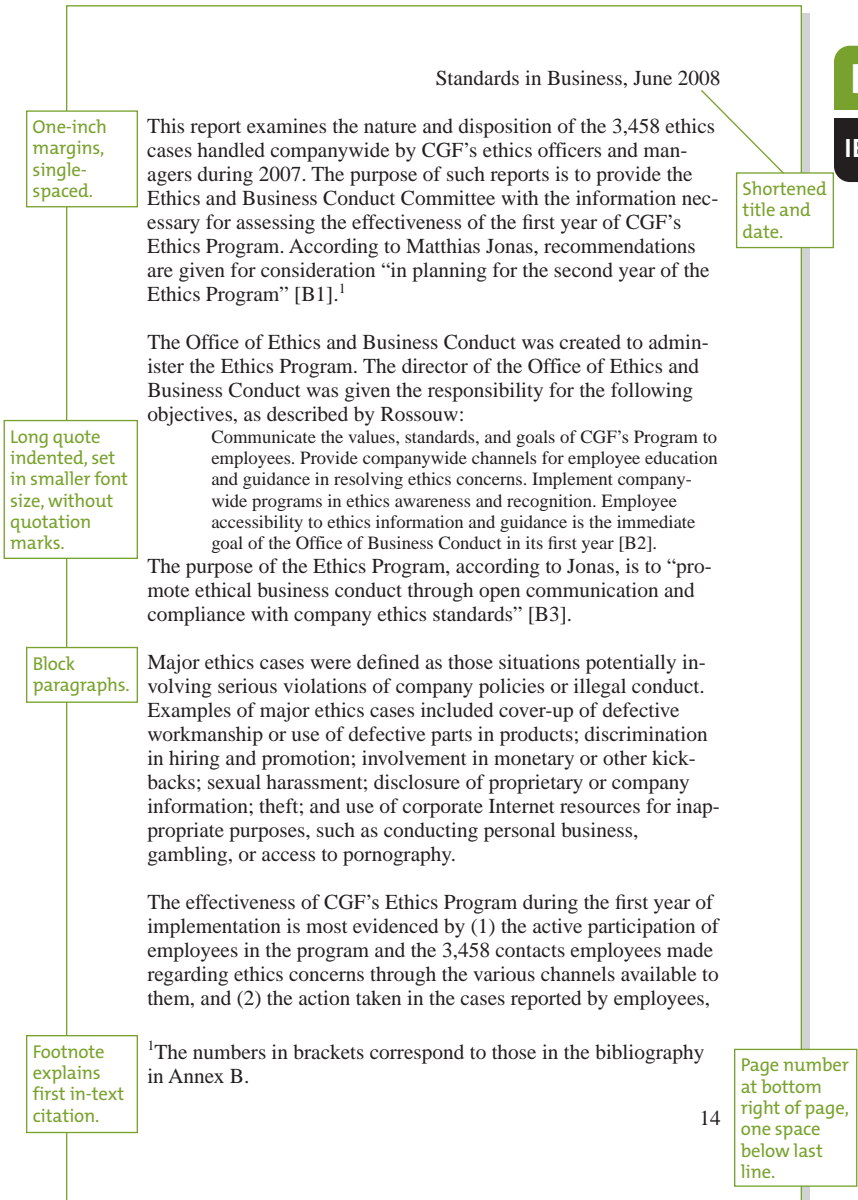 Standards in Business, June 2008
One-inch
margins,
single-
spaced.
This report examines the nature and disposition of the 3,458 ethics
cases handled companywide by CGF’s ethics officers and man-
agers during 2007. The purpose of such reports is to provide the
Ethics and Business Conduct Committee with the information nec-
essary for assessing the effectiveness of the first year of CGF’s
Ethics Program. According to Matthias Jonas, recommendations
are given for consideration “in planning for the second year of the
Ethics Program” [B1].¹
Shortened
title and
date.
The Office of Ethics and Business Conduct was created to admin-
ister the Ethics Program. The director of the Office of Ethics and
Business Conduct was given the responsibility for the following
objectives, as described by Rossouw:
Long quote
indented, set
in smaller font
size, without
quotation
marks.
Communicate the values, standards, and goals of CGF’s Program to
employees. Provide companywide channels for employee education
and guidance in resolving ethics concerns. Implement company-
wide programs in ethics awareness and recognition. Employee
accessibility to ethics information and guidance is the immediate
goal of the Office of Business Conduct in its first year [B2].
The purpose of the Ethics Program, according to Jonas, is to “pro-
mote ethical business conduct through open communication and
compliance with company ethics standards” [B3].
Block
paragraphs.
Major ethics cases were defined as those situations potentially in-
volving serious violations of company policies or illegal conduct.
Examples of major ethics cases included cover-up of defective
workmanship or use of defective parts in products; discrimination
in hiring and promotion; involvement in monetary or other kick-
backs; sexual harassment; disclosure of proprietary or company
information; theft; and use of corporate Internet resources for inap-
propriate purposes, such as conducting personal business,
gambling, or access to pornography.
The effectiveness of CGF’s Ethics Program during the first year of
implementation is most evidenced by (1) the active participation of
employees in the program and the 3,458 contacts employees made
regarding ethics concerns through the various channels available to
them, and (2) the action taken in the cases reported by employees,
Footnote
explains
first in-text
citation.
¹The numbers in brackets correspond to those in the bibliography
in Annex B.
14
Page number
at bottom
right of page,
one space
below last
line.